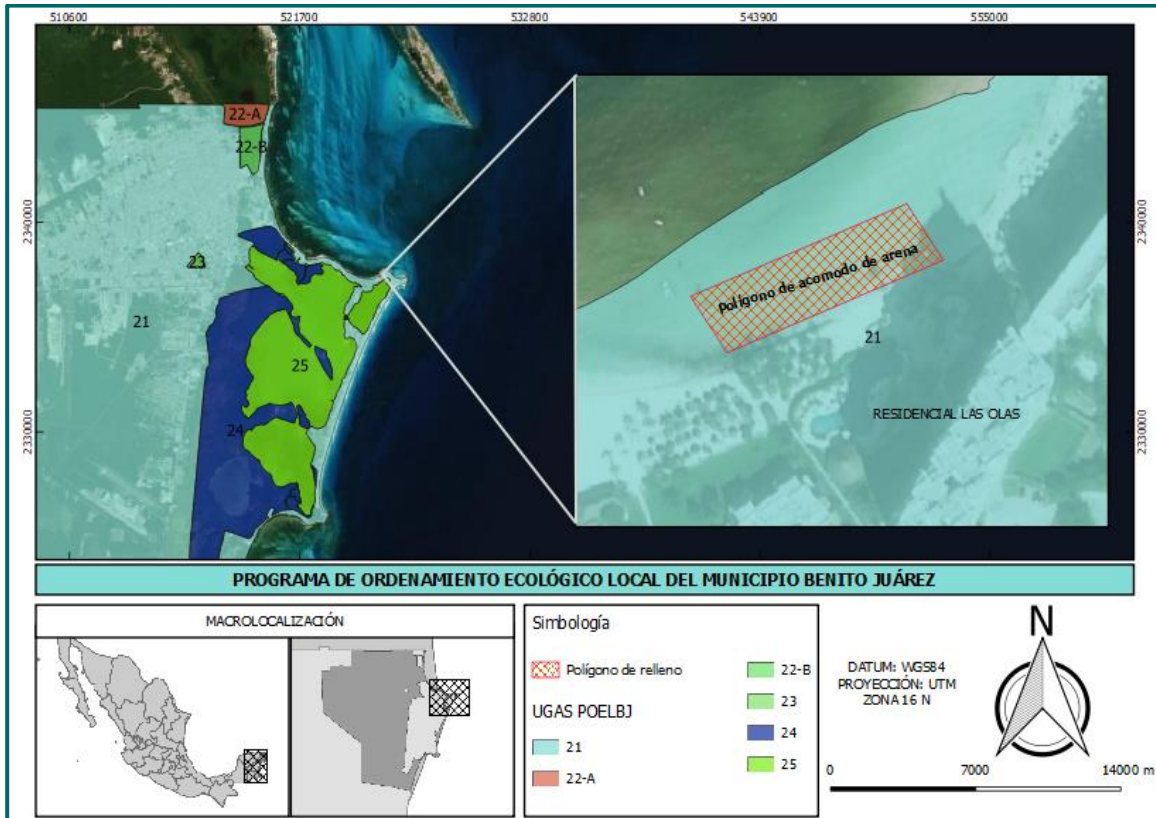 510600
521700
532800
543900
555000
22-A
22-B
2340000
2340000
23
21
25
24
2330000
2330000
Polígono de acomodo de arena
21
RESIDENCIAL LAS OLAS
PROGRAMA DE ORDENAMIENTO ECOLÓGICO LOCAL DEL MUNICIPIO BENITO JUÁREZ
MACROLOCALIZACIÓN
Simbología
Polígono de relleno
UGAS POELBJ
21
22-A
22-B
23
24
25
DATUM: WGS84
PROYECCIÓN: UTM
ZONA 16 N
N
0
7000
14000 m